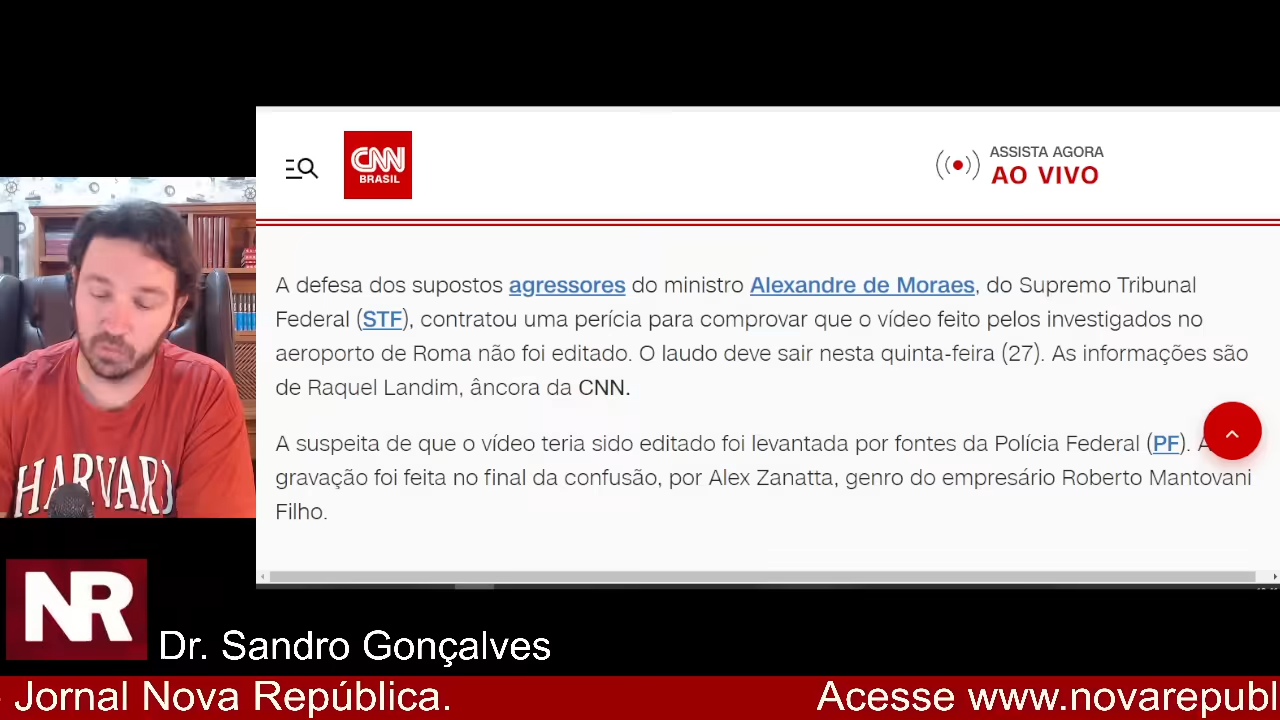 CNN
BRASIL
ASSISTA AGORA
AO VIVO
A defesa dos supostos agressores do ministro Alexandre de Moraes, do Supremo Tribunal
Federal (STF), contratou uma perícia para comprovar que o vídeo feito pelos investigados no
aeroporto de Roma não foi editado. O laudo deve sair nesta quinta-feira (27). As informações são
de Raquel Landim, âncora da CNN.
A suspeita de que o vídeo teria sido editado foi levantada por fontes da Polícia Federal (PF). A
gravação foi feita no final da confusão, por Alex Zanatta, genro do empresário Roberto Mantovani
Filho.
HARVARD
NR
Dr. Sandro Gonçalves
Jornal Nova República.
Acesse www.novarepubl